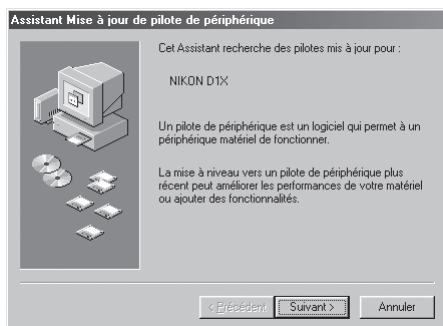 Assistant Mise à jour de pilote de périphérique
Cet Assistant recherche des pilotes mis à jour pour :
NIKON D1X
Un pilote de périphérique est un logiciel qui permet à un
périphérique matériel de fonctionner.
La mise à niveau vers un pilote de périphérique plus
récent peut améliorer les performances de votre matériel
ou ajouter des fonctionnalités.
< Précédent
Suivant >
Annuler